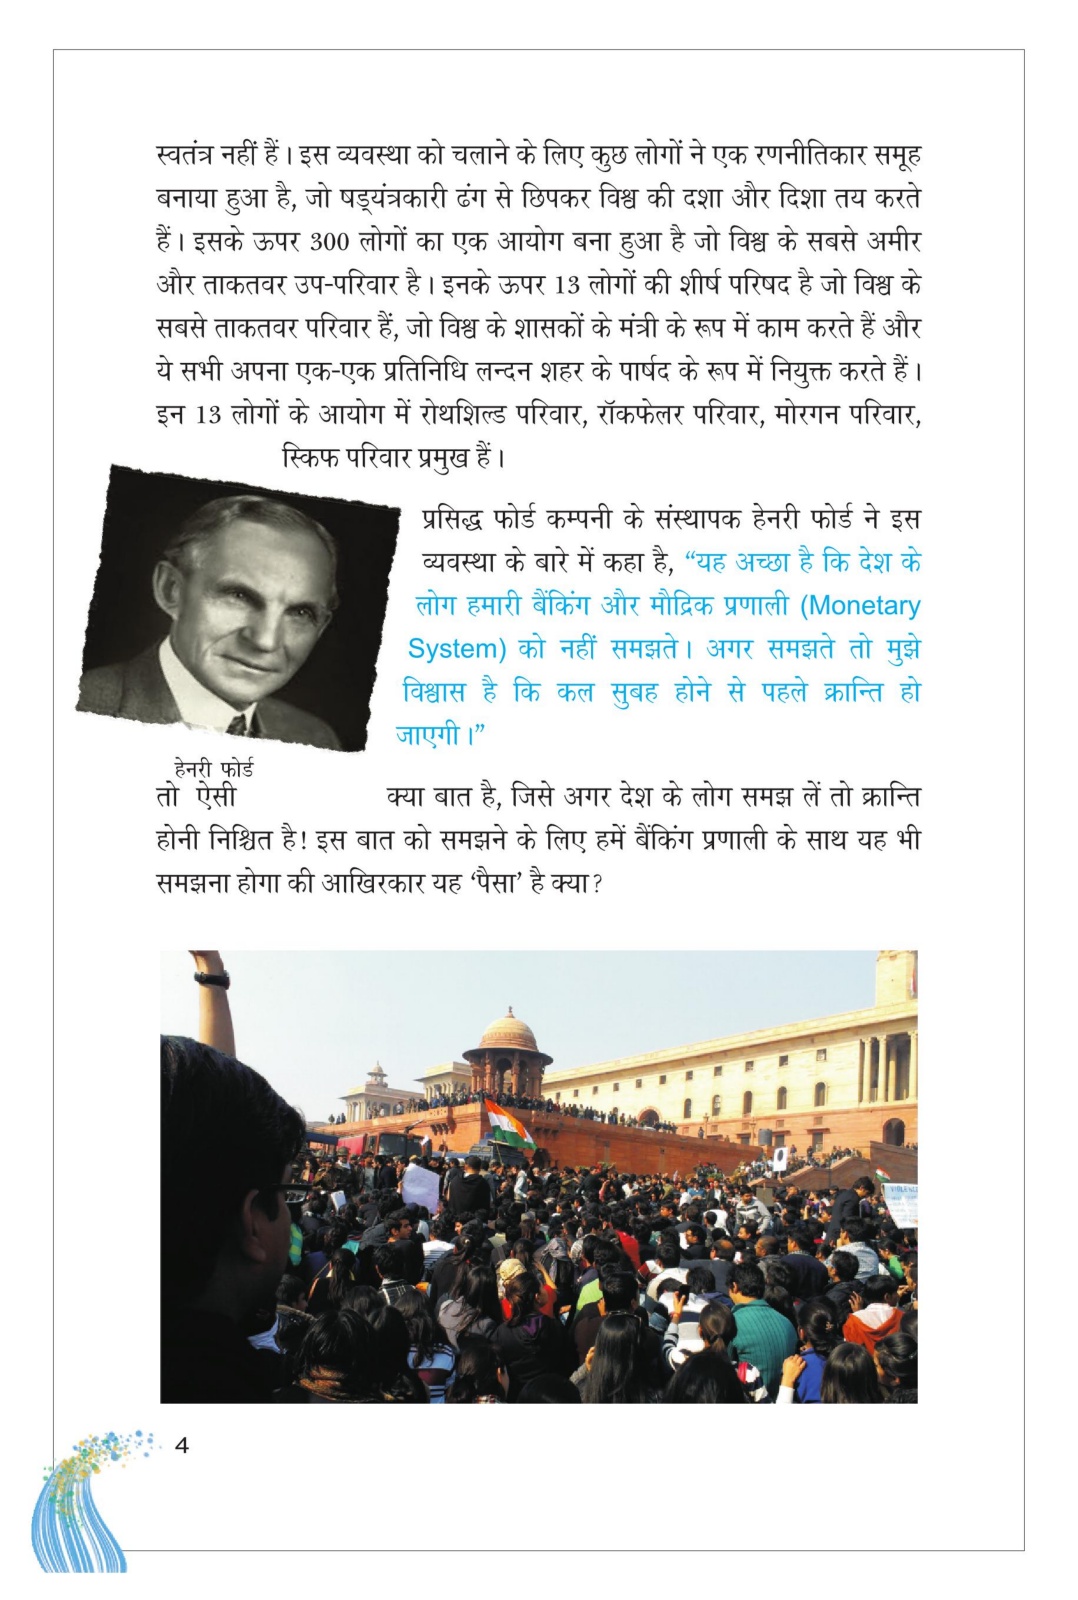 स्वतंत्र नहीं हैं। इस व्यवस्था को चलाने के लिए कुछ लोगों ने एक रणनीतिकार समूह
बनाया हुआ है, जो षड्यंत्रकारी ढंग से छिपकर विश्व की दशा और दिशा तय करते
हैं। इसके ऊपर 300 लोगों का एक आयोग बना हुआ है जो विश्व के सबसे अमीर
और ताकतवर उप-परिवार है। इनके ऊपर 13 लोगों की शीर्ष परिषद है जो विश्व के
सबसे ताकतवर परिवार हैं, जो विश्व के शासकों के मंत्री के रूप में काम करते हैं और
ये सभी अपना एक-एक प्रतिनिधि लन्दन शहर के पार्षद के रूप में नियुक्त करते हैं।
इन 13 लोगों के आयोग में रोथशिल्ड परिवार, रॉकफेलर परिवार, मोरगन परिवार,
स्किफ परिवार प्रमुख हैं।
प्रसिद्ध फोर्ड कम्पनी के संस्थापक हेनरी फोर्ड ने इस
व्यवस्था के बारे में कहा है, “यह अच्छा है कि देश के
लोग हमारी बैंकिंग और मौद्रिक प्रणाली (Monetary
System) को नहीं समझते। अगर समझते तो मुझे
विश्वास है कि कल सुबह होने से पहले क्रान्ति हो
जाएगी।”
हेनरी फोर्ड
तो ऐसी क्या बात है, जिसे अगर देश के लोग समझ लें तो क्रान्ति
होनी निश्चित है! इस बात को समझने के लिए हमें बैंकिंग प्रणाली के साथ यह भी
समझना होगा की आखिरकार यह ‘पैसा’ है क्या?
VIOLENC
4